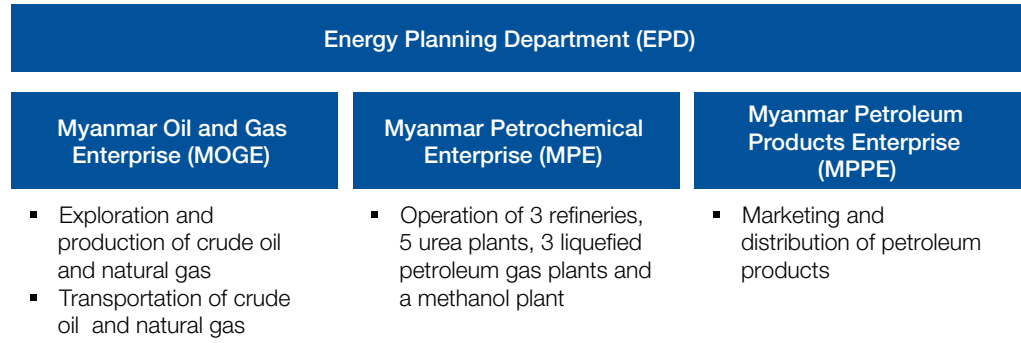 Energy Planning Department (EPD)
Myanmar Oil and Gas
Enterprise (MOGE)
▪ Exploration and
production of crude oil
and natural gas
▪ Transportation of crude
oil and natural gas
Myanmar Petrochemical
Enterprise (MPE)
▪ Operation of 3 refineries,
5 urea plants, 3 liquefied
petroleum gas plants and
a methanol plant
Myanmar Petroleum
Products Enterprise
(MPPE)
▪ Marketing and
distribution of petroleum
products